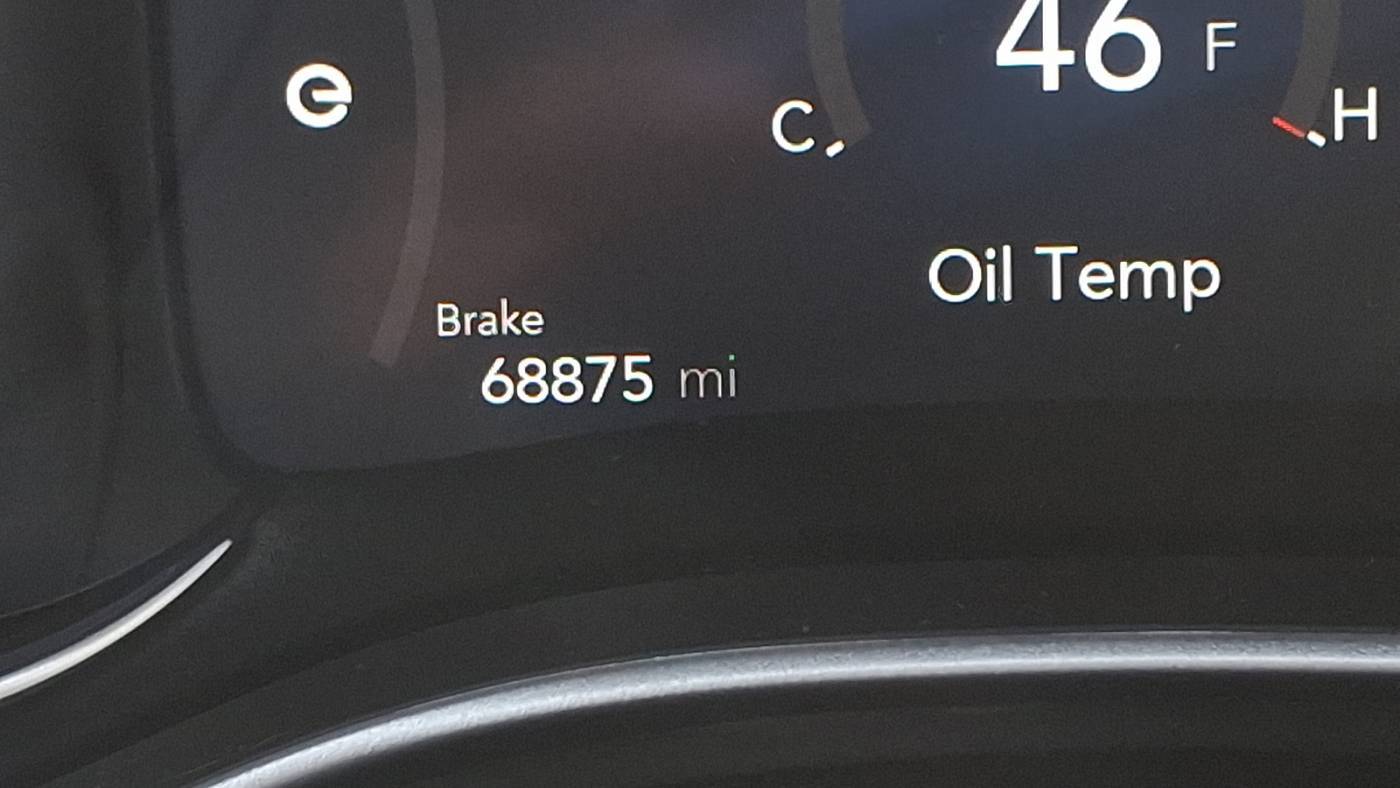 46 F
e
C H
Oil Temp
Brake
68875 mi